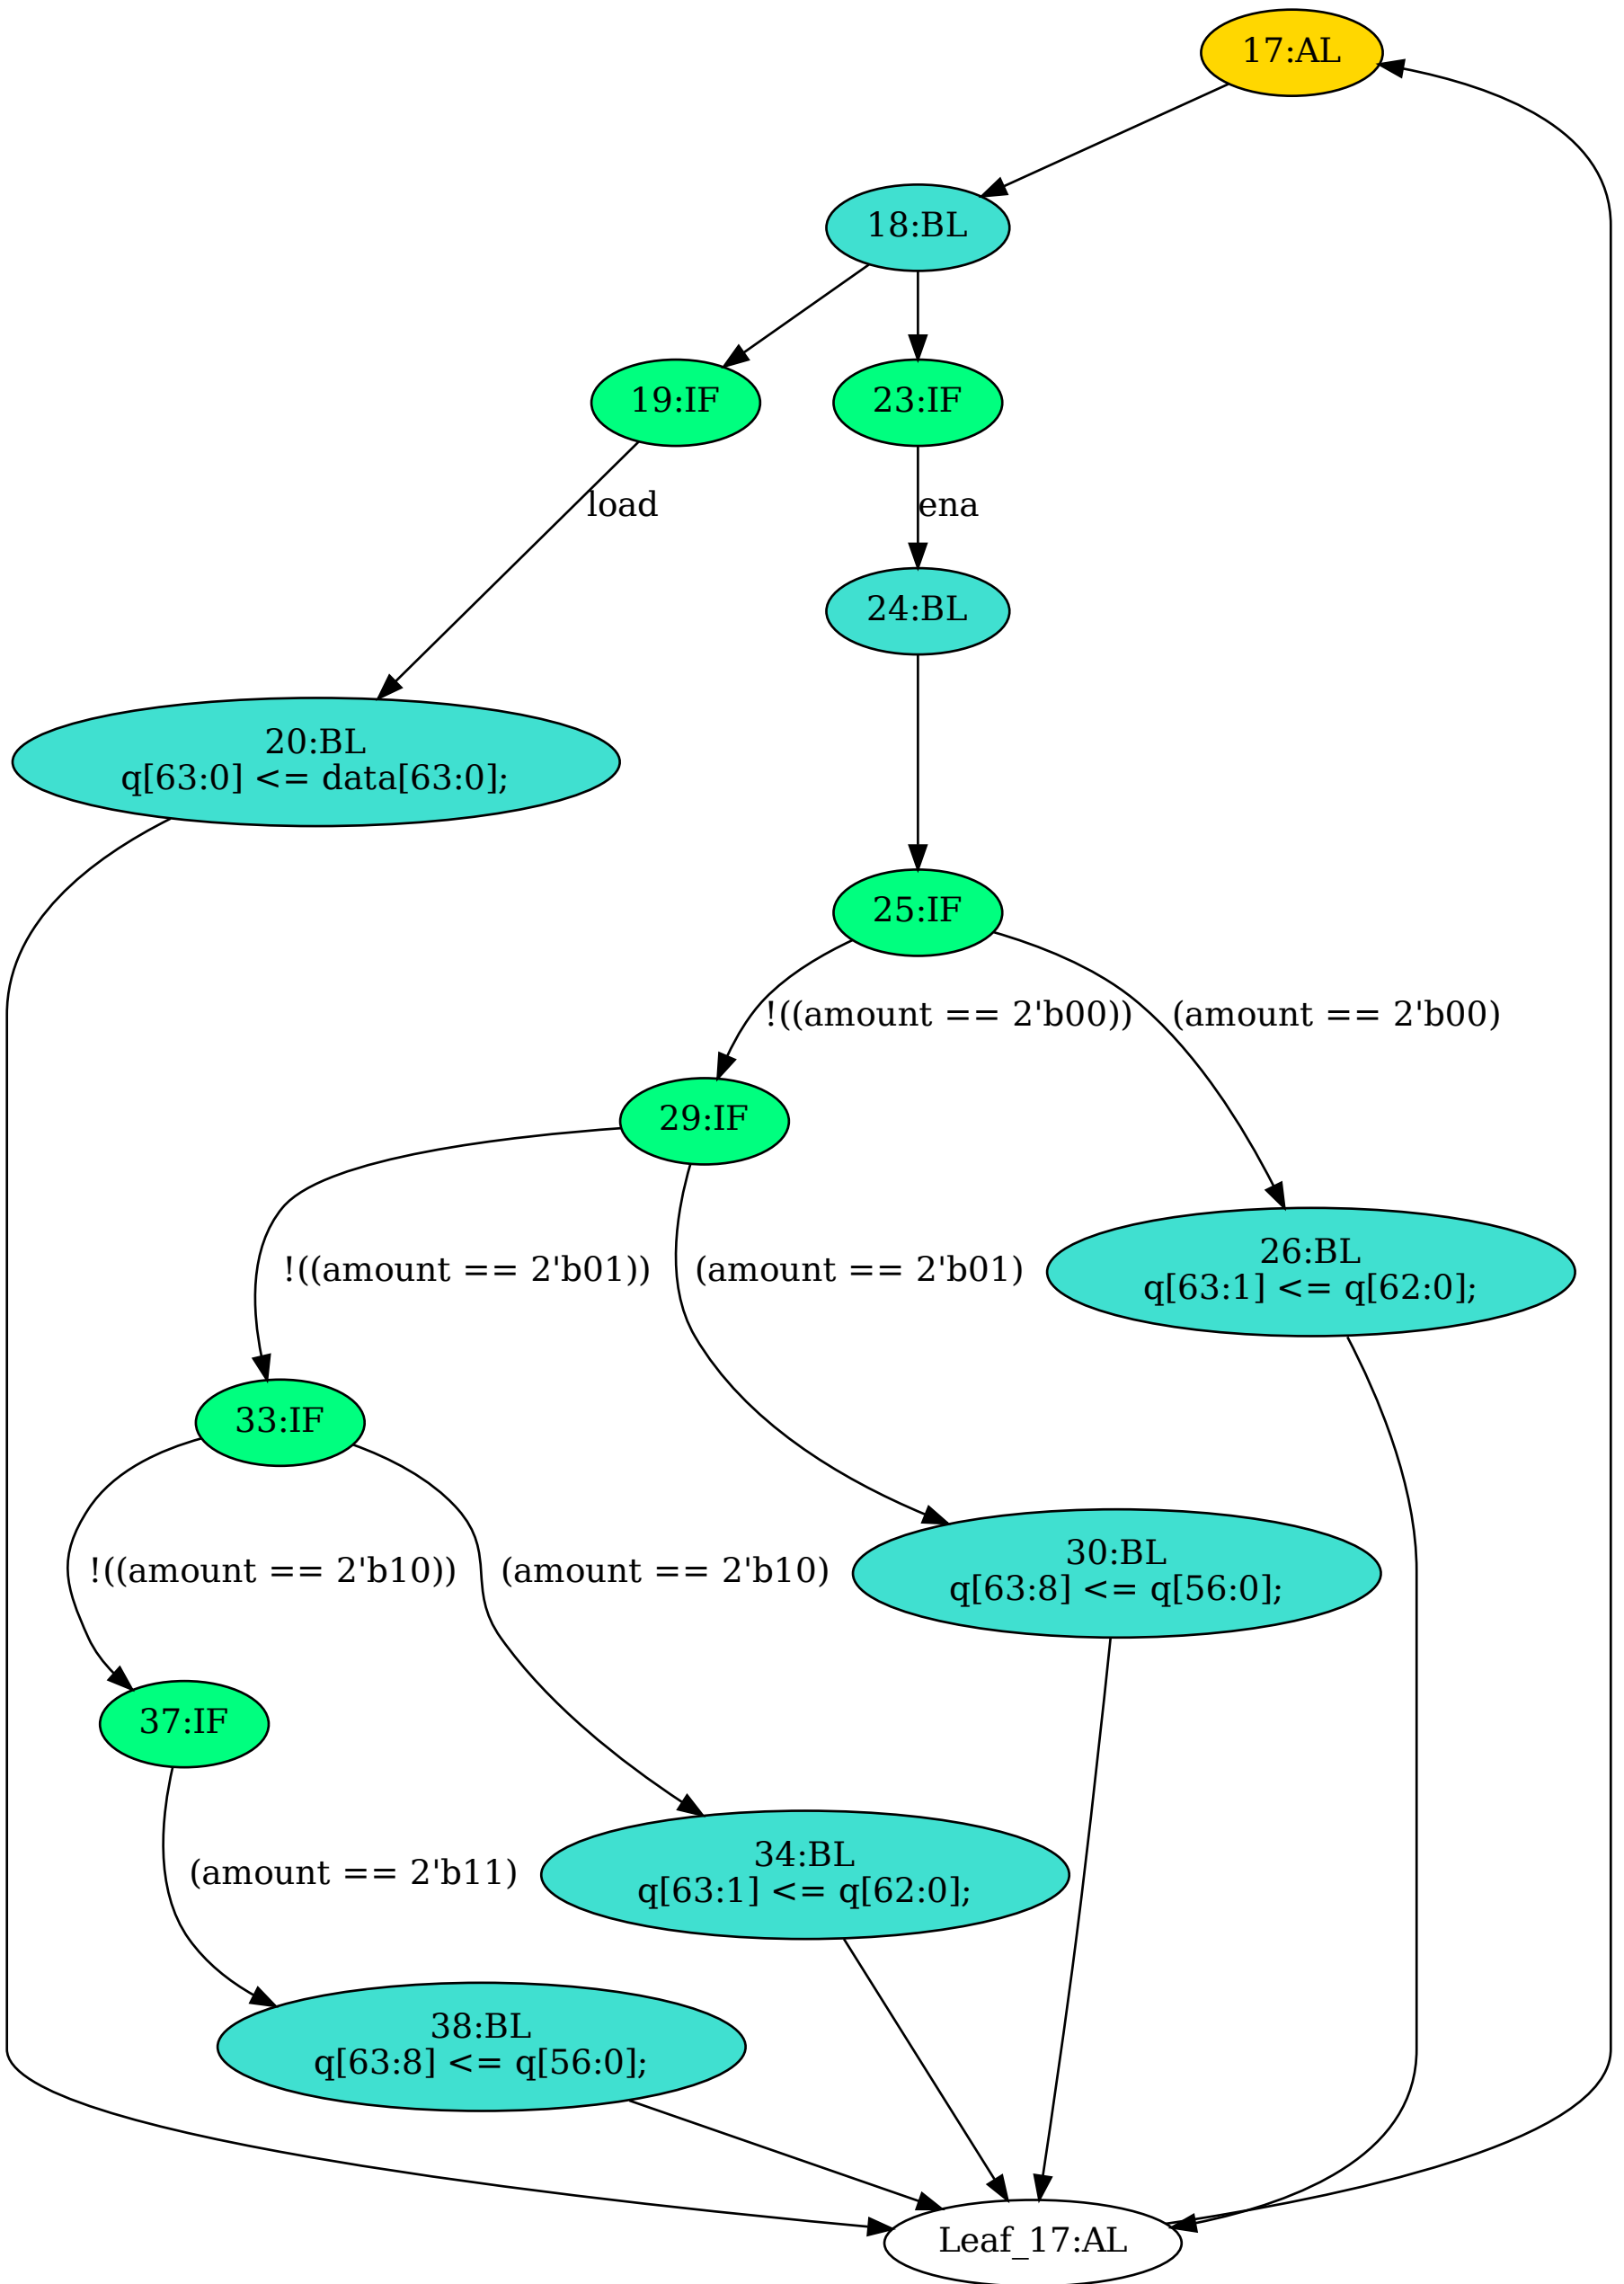 17:AL
18:BL
19:IF
23:IF
load
ena
24:BL
20:BL
q[63:0] <= data[63:0];
25:IF
!((amount == 2'b00))
(amount == 2'b00)
29:IF
!((amount == 2'b01))
(amount == 2'b01)
26:BL
q[63:1] <= q[62:0];
33:IF
!((amount == 2'b10))
(amount == 2'b10)
30:BL
q[63:8] <= q[56:0];
37:IF
(amount == 2'b11)
34:BL
q[63:1] <= q[62:0];
38:BL
q[63:8] <= q[56:0];
Leaf_17:AL